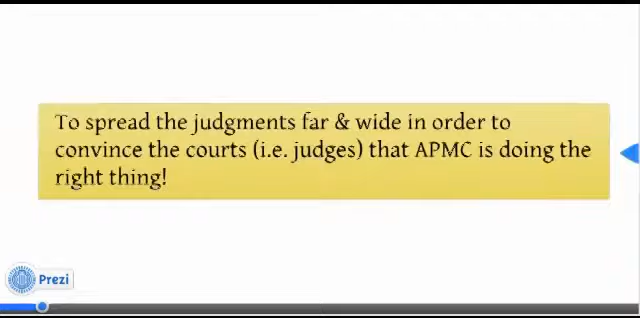 To spread the judgments far & wide in order to
convince the courts (i.e. judges) that APMC is doing the
right thing!
Prezi